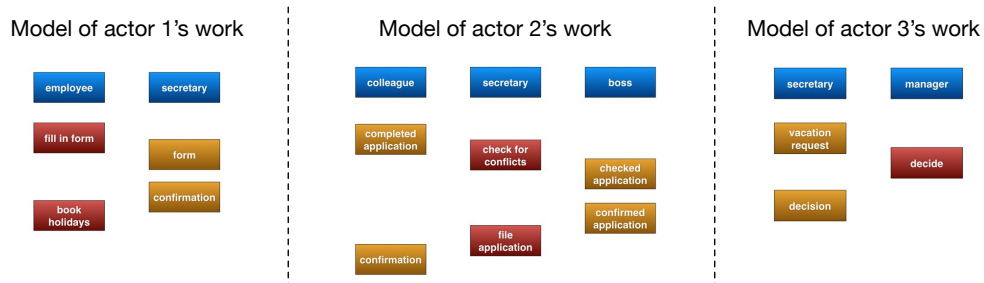 Model of actor 1's work
employee
secretary
fill in form
form
confirmation
book
holidays
Model of actor 2's work
colleague
secretary
boss
completed
application
check for
conflicts
checked
application
confirmed
application
file
application
confirmation
Model of actor 3's work
secretary
manager
vacation
request
decide
decision